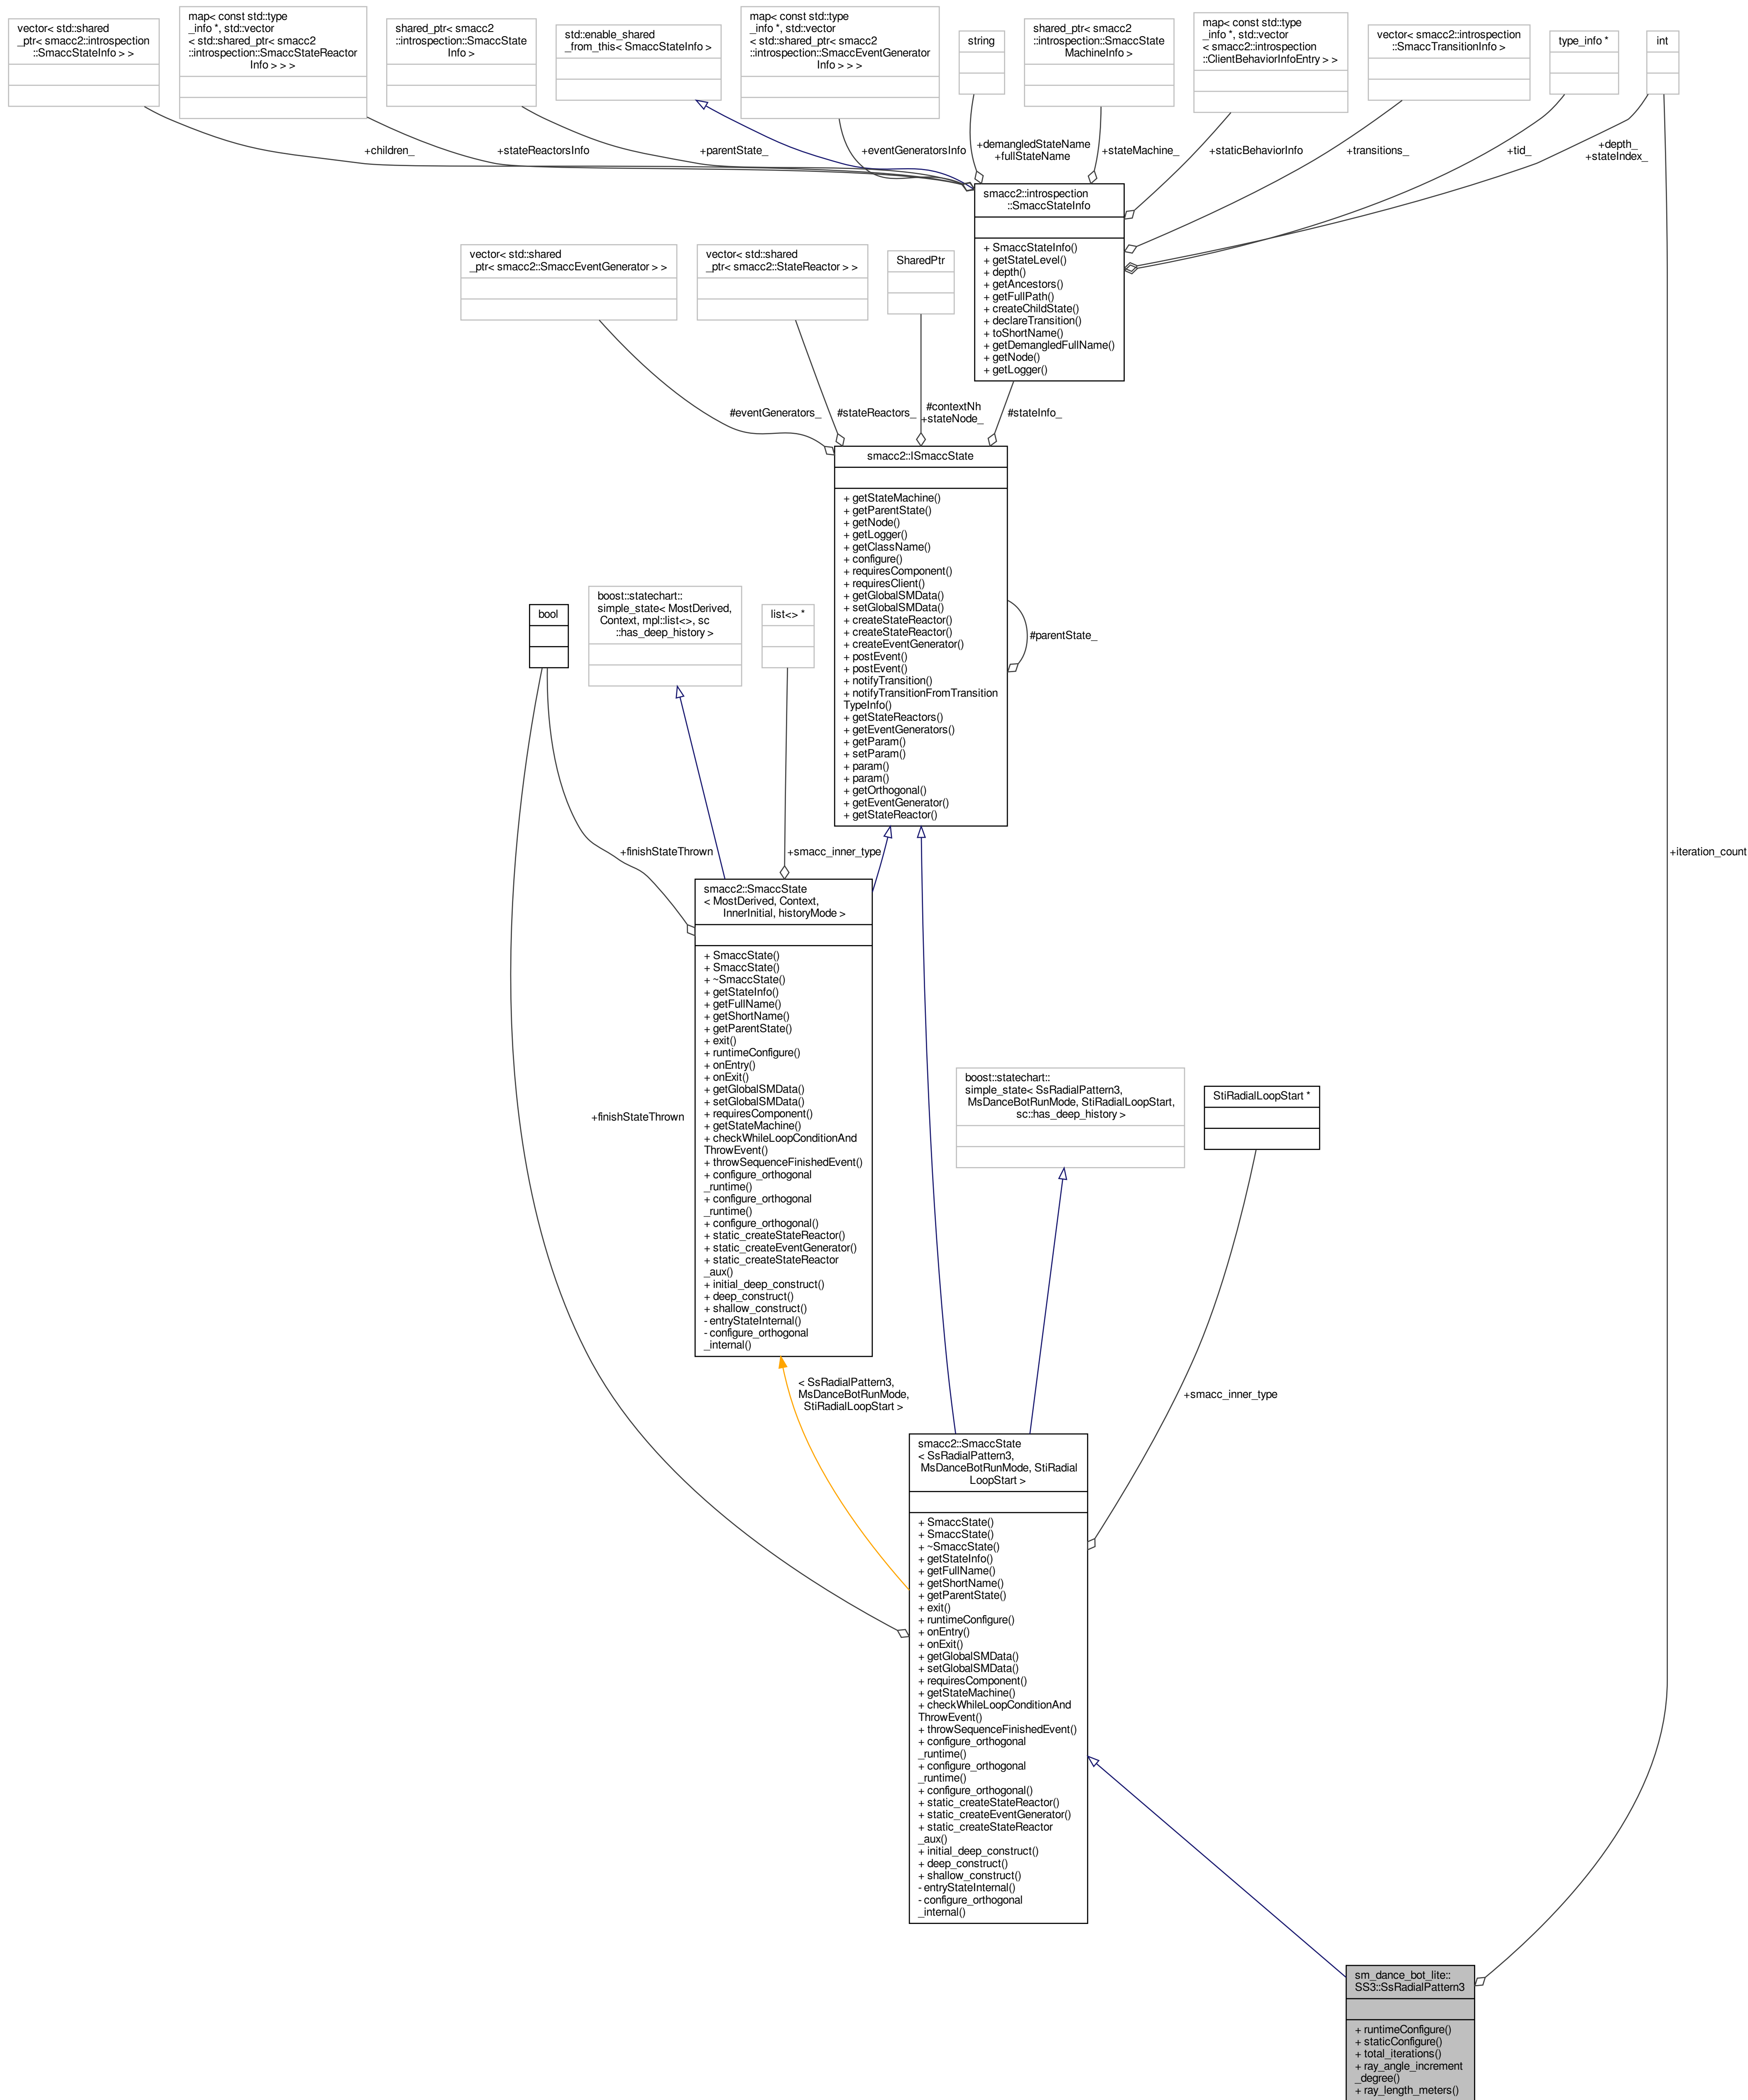 vector< std::shared
_ptr< smacc2::introspection
::SmaccStateInfo > >
map< const std::type
_info *, std::vector
< std::shared_ptr< smacc2
::introspection::SmaccStateReactor
Info > > >
shared_ptr< smacc2
::introspection::SmaccState
Info >
std::enable_shared
_from_this< SmaccStateInfo >
map< const std::type
_info *, std::vector
< std::shared_ptr< smacc2
::introspection::SmaccEventGenerator
Info > > >
string
shared_ptr< smacc2
::introspection::SmaccState
MachineInfo >
map< const std::type
_info *, std::vector
< smacc2::introspection
::ClientBehaviorInfoEntry > >
vector< smacc2::introspection
::SmaccTransitionInfo >
type_info *
int
+children_
+stateReactorsInfo
+parentState_
+eventGeneratorsInfo
+demangledStateName
+fullStateName
+stateMachine_
+staticBehaviorInfo
+transitions_
+tid_
+depth_
+stateIndex_
smacc2::introspection
::SmaccStateInfo
+ SmaccStateInfo()
+ getStateLevel()
+ depth()
+ getAncestors()
+ getFullPath()
+ createChildState()
+ declareTransition()
+ toShortName()
+ getDemangledFullName()
+ getNode()
+ getLogger()
vector< std::shared
_ptr< smacc2::SmaccEventGenerator > >
vector< std::shared
_ptr< smacc2::StateReactor > >
SharedPtr
#eventGenerators_
#stateReactors_
#contextNh
+stateNode_
#stateInfo_
smacc2::ISmaccState
+ getStateMachine()
+ getParentState()
+ getNode()
+ getLogger()
+ getClassName()
+ configure()
+ requiresComponent()
+ requiresClient()
+ getGlobalSMData()
+ setGlobalSMData()
+ createStateReactor()
+ createStateReactor()
+ createEventGenerator()
+ postEvent()
+ postEvent()
+ notifyTransition()
+ notifyTransitionFromTransition
TypeInfo()
+ getStateReactors()
+ getEventGenerators()
+ getParam()
+ setParam()
+ param()
+ param()
+ getOrthogonal()
+ getEventGenerator()
+ getStateReactor()
#parentState_
bool
boost::statechart::
simple_state< MostDerived,
Context, mpl::list<>, sc
::has_deep_history >
list<> *
+finishStateThrown
+smacc_inner_type
+iteration_count
smacc2::SmaccState
< MostDerived, Context,
InnerInitial, historyMode >
+ SmaccState()
+ SmaccState()
+ ~SmaccState()
+ getStateInfo()
+ getFullName()
+ getShortName()
+ getParentState()
+ exit()
+ runtimeConfigure()
+ onEntry()
+ onExit()
+ getGlobalSMData()
+ setGlobalSMData()
+ requiresComponent()
+ getStateMachine()
+ checkWhileLoopConditionAnd
ThrowEvent()
+ throwSequenceFinishedEvent()
+ configure_orthogonal
_runtime()
+ configure_orthogonal
_runtime()
+ configure_orthogonal()
+ static_createStateReactor()
+ static_createEventGenerator()
+ static_createStateReactor
_aux()
+ initial_deep_construct()
+ deep_construct()
+ shallow_construct()
- entryStateInternal()
- configure_orthogonal
_internal()
+finishStateThrown
boost::statechart::
simple_state< SsRadialPattern3,
MsDanceBotRunMode, StiRadialLoopStart,
sc::has_deep_history >
StiRadialLoopStart *
< SsRadialPattern3,
MsDanceBotRunMode,
StiRadialLoopStart >
+smacc_inner_type
smacc2::SmaccState
< SsRadialPattern3,
MsDanceBotRunMode, StiRadial
LoopStart >
+ SmaccState()
+ SmaccState()
+ ~SmaccState()
+ getStateInfo()
+ getFullName()
+ getShortName()
+ getParentState()
+ exit()
+ runtimeConfigure()
+ onEntry()
+ onExit()
+ getGlobalSMData()
+ setGlobalSMData()
+ requiresComponent()
+ getStateMachine()
+ checkWhileLoopConditionAnd
ThrowEvent()
+ throwSequenceFinishedEvent()
+ configure_orthogonal
_runtime()
+ configure_orthogonal
_runtime()
+ configure_orthogonal()
+ static_createStateReactor()
+ static_createEventGenerator()
+ static_createStateReactor
_aux()
+ initial_deep_construct()
+ deep_construct()
+ shallow_construct()
- entryStateInternal()
- configure_orthogonal
_internal()
sm_dance_bot_lite::
SS3::SsRadialPattern3
+ runtimeConfigure()
+ staticConfigure()
+ total_iterations()
+ ray_angle_increment
_degree()
+ ray_length_meters()